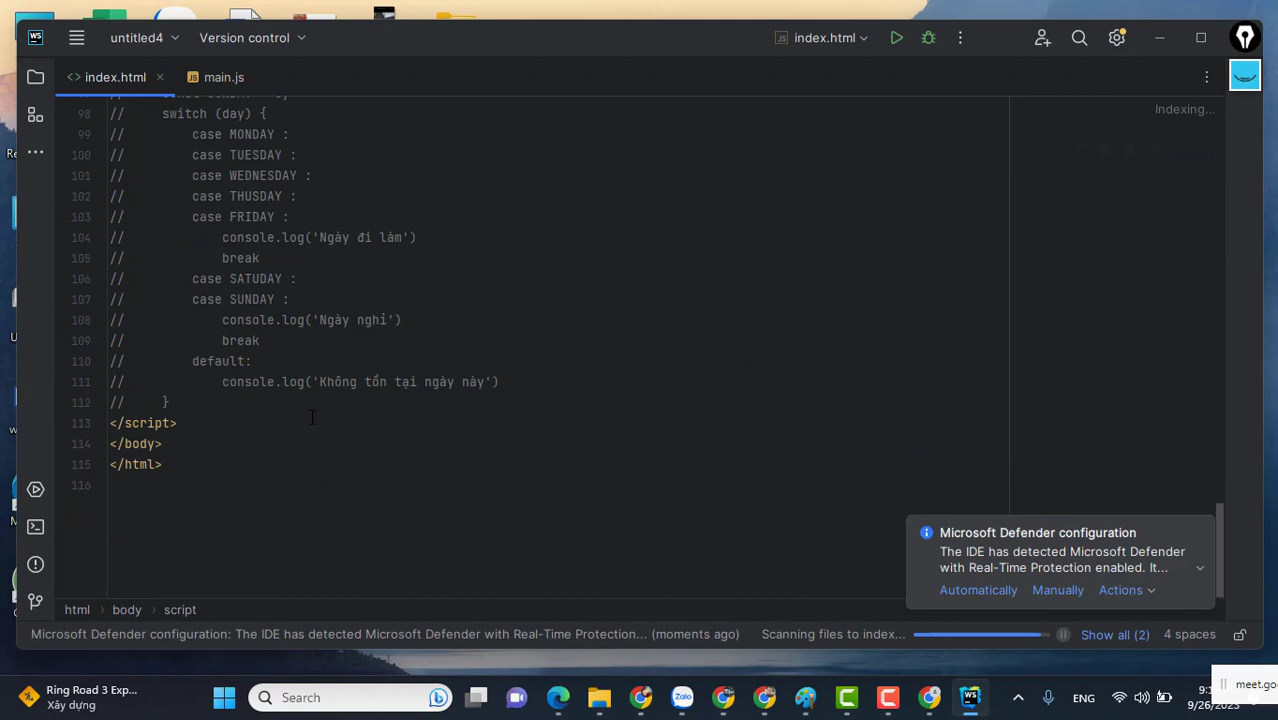 WS
untitled4
Version control
index.html
<> index.html
JS main.js
Indexing...
98 // switch (day) {
99 // case MONDAY :
100 // case TUESDAY :
101 // case WEDNESDAY :
102 // case THUSDAY :
103 // case FRIDAY :
104 // console.log('Ngày đi làm')
105 // break
106 // case SATUDAY :
107 // case SUNDAY :
108 // console.log('Ngày nghỉ')
109 // break
110 // default:
111 // console.log('Không tồn tại ngày này')
112 // }
113 </script>
114 </body>
115 </html>
116
Microsoft Defender configuration
The IDE has detected Microsoft Defender
with Real-Time Protection enabled. It...
Automatically Manually Actions
html > body > script
Microsoft Defender configuration: The IDE has detected Microsoft Defender with Real-Time Protection... (moments ago)
Scanning files to index...
Show all (2)
4 spaces
Ring Road 3 Exp...
Xây dựng
Search
Zalo
WS
ENG
meet.go